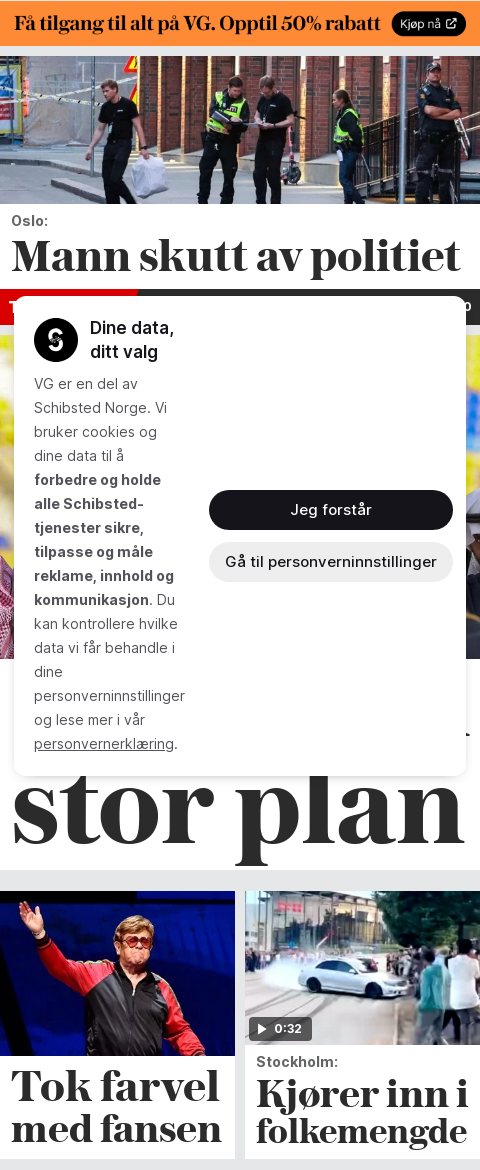 Få tilgang til alt på VG. Opptil 50% rabatt
Kjøp nå
Oslo:
Mann skutt av politiet
Dine data,
ditt valg
VG er en del av
Schibsted Norge. Vi
bruker cookies og
dine data til å
forbedre og holde
alle Schibsted-
tjenester sikre,
tilpasse og måle
reklame, innhold og
kommunikasjon. Du
kan kontrollere hvilke
data vi får behandle i
dine
personverninnstillinger
og lese mer i vår
personvernerklæring.
Jeg forstår
Gå til personverninnstillinger
stor plan
Tok farvel
med fansen
0:32
Stockholm:
Kjører inn i
folkemengde